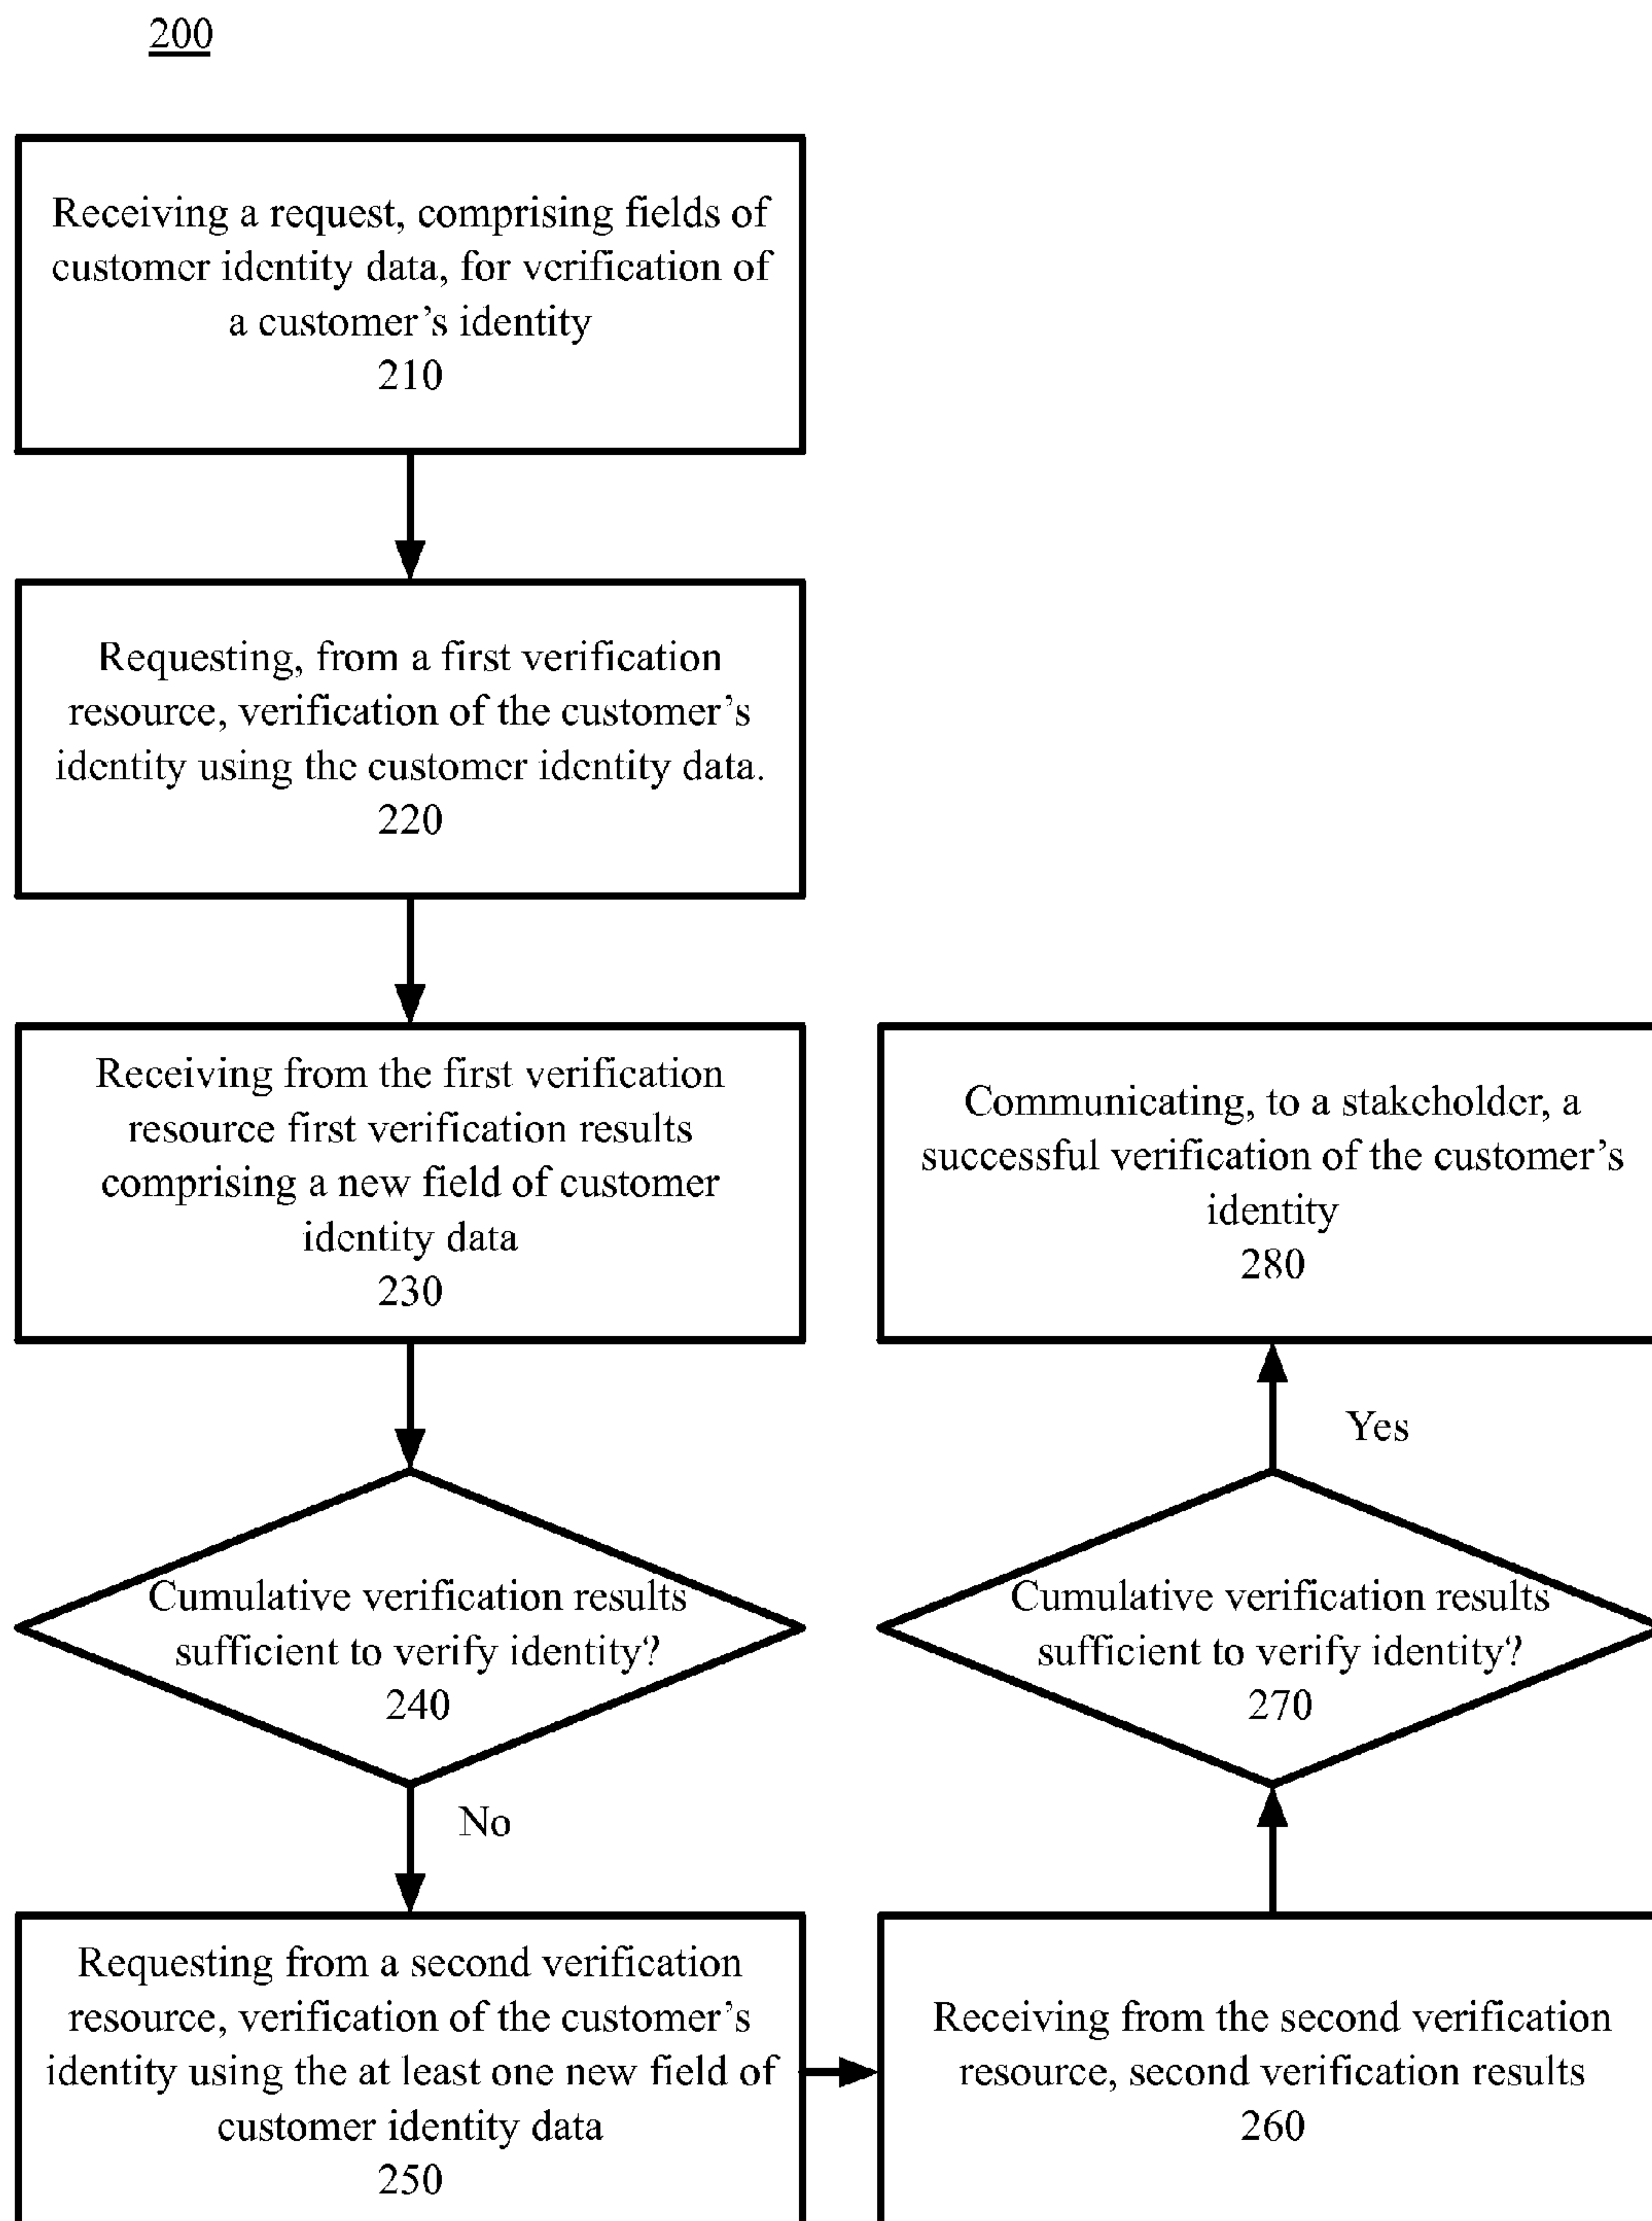 200
Receiving a request, comprising fields of
customer identity data, for verification of
a customer's identity
210
Requesting, from a first verification
resource, verification of the customer's
identity using the customer identity data.
220
Receiving from the first verification
resource first verification results
comprising a new field of customer
identity data
230
Cumulative verification results
sufficient to verify identity?
240
No
Requesting from a second verification
resource, verification of the customer's
identity using the at least one new field of
customer identity data
250
Receiving from the second verification
resource, second verification results
260
Cumulative verification results
sufficient to verify identity?
270
Yes
Communicating, to a stakeholder, a
successful verification of the customer's
identity
280